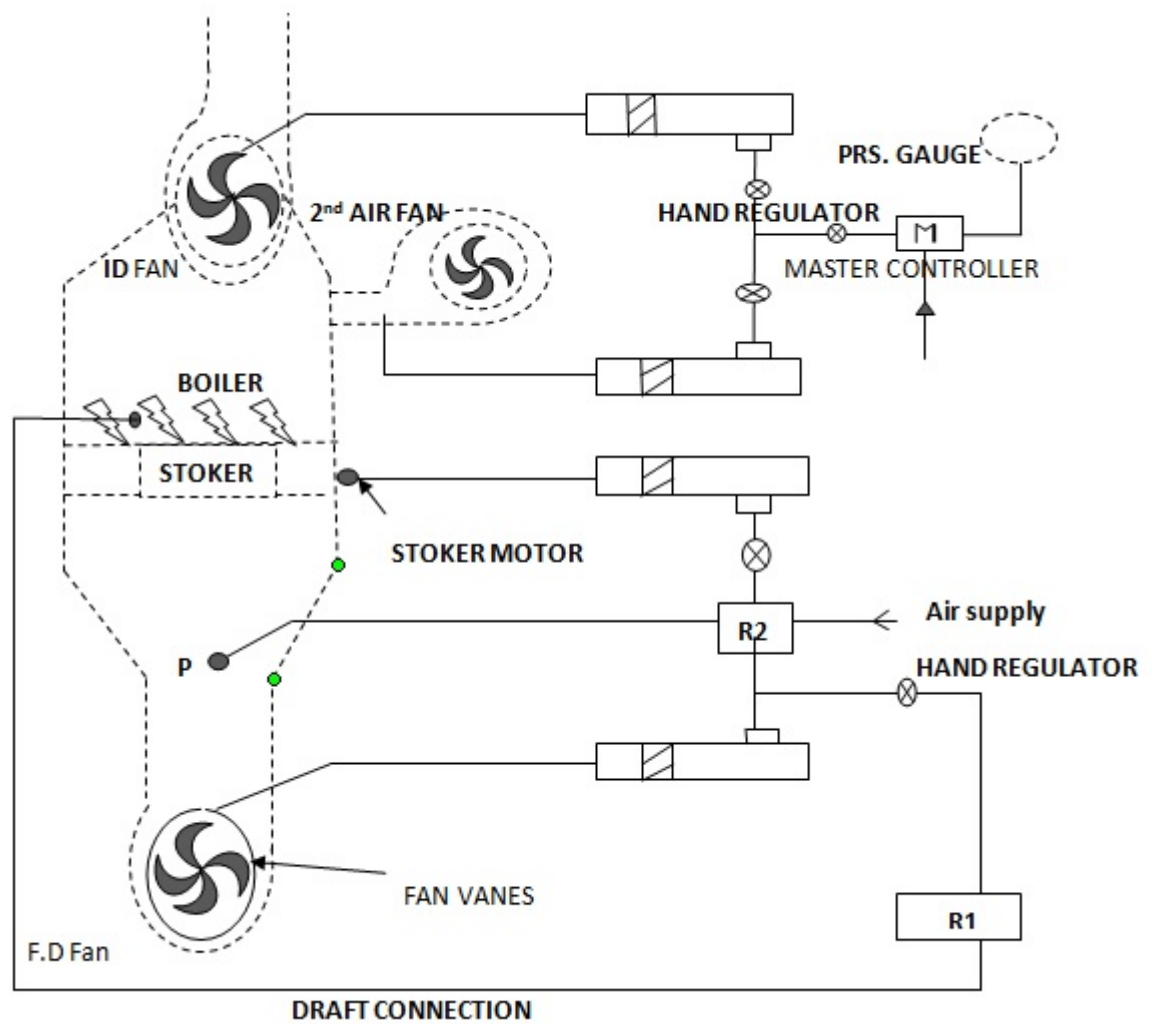 PRS. GAUGE
2nd AIR FAN
HAND REGULATOR
M
ID FAN
MASTER CONTROLLER
BOILER
STOKER
STOKER MOTOR
Air supply
R2
P
HAND REGULATOR
FAN VANES
R1
F.D Fan
DRAFT CONNECTION